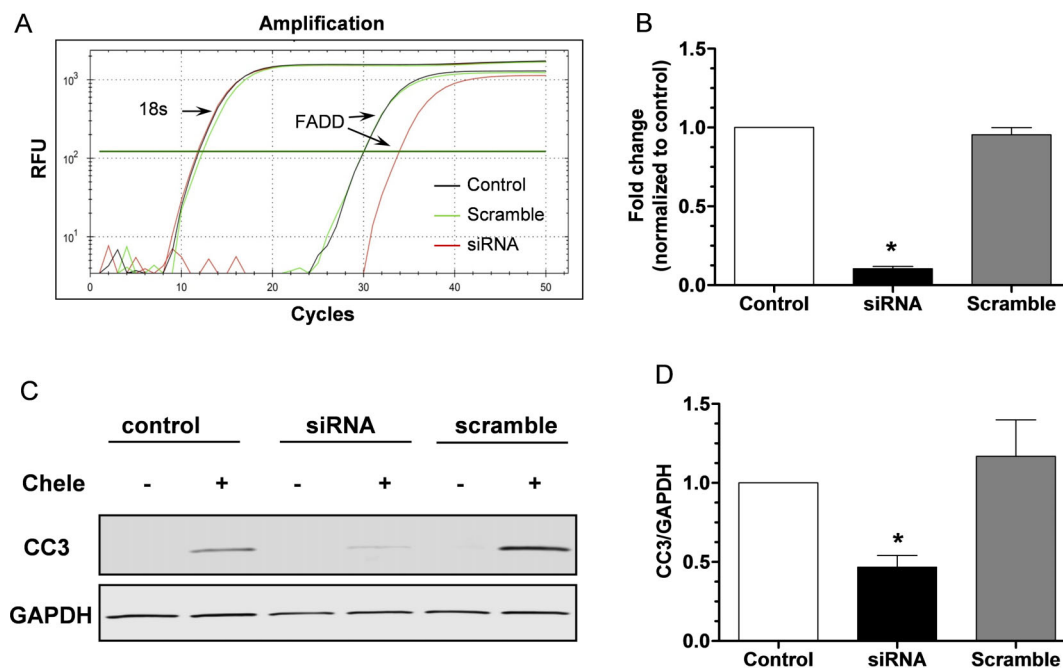 A
Amplification
10³
10²
10¹
RFU
18s
FADD
Control
Scramble
siRNA
0 10 20 30 40 50
Cycles
B
Fold change
(normalized to control)
1.5
1.0
0.5
0.0
*
Control siRNA Scramble
C
control siRNA scramble
Chele - + - + - +
CC3
GAPDH
D
CC3/GAPDH
1.5
1.0
0.5
0.0
*
Control siRNA Scramble